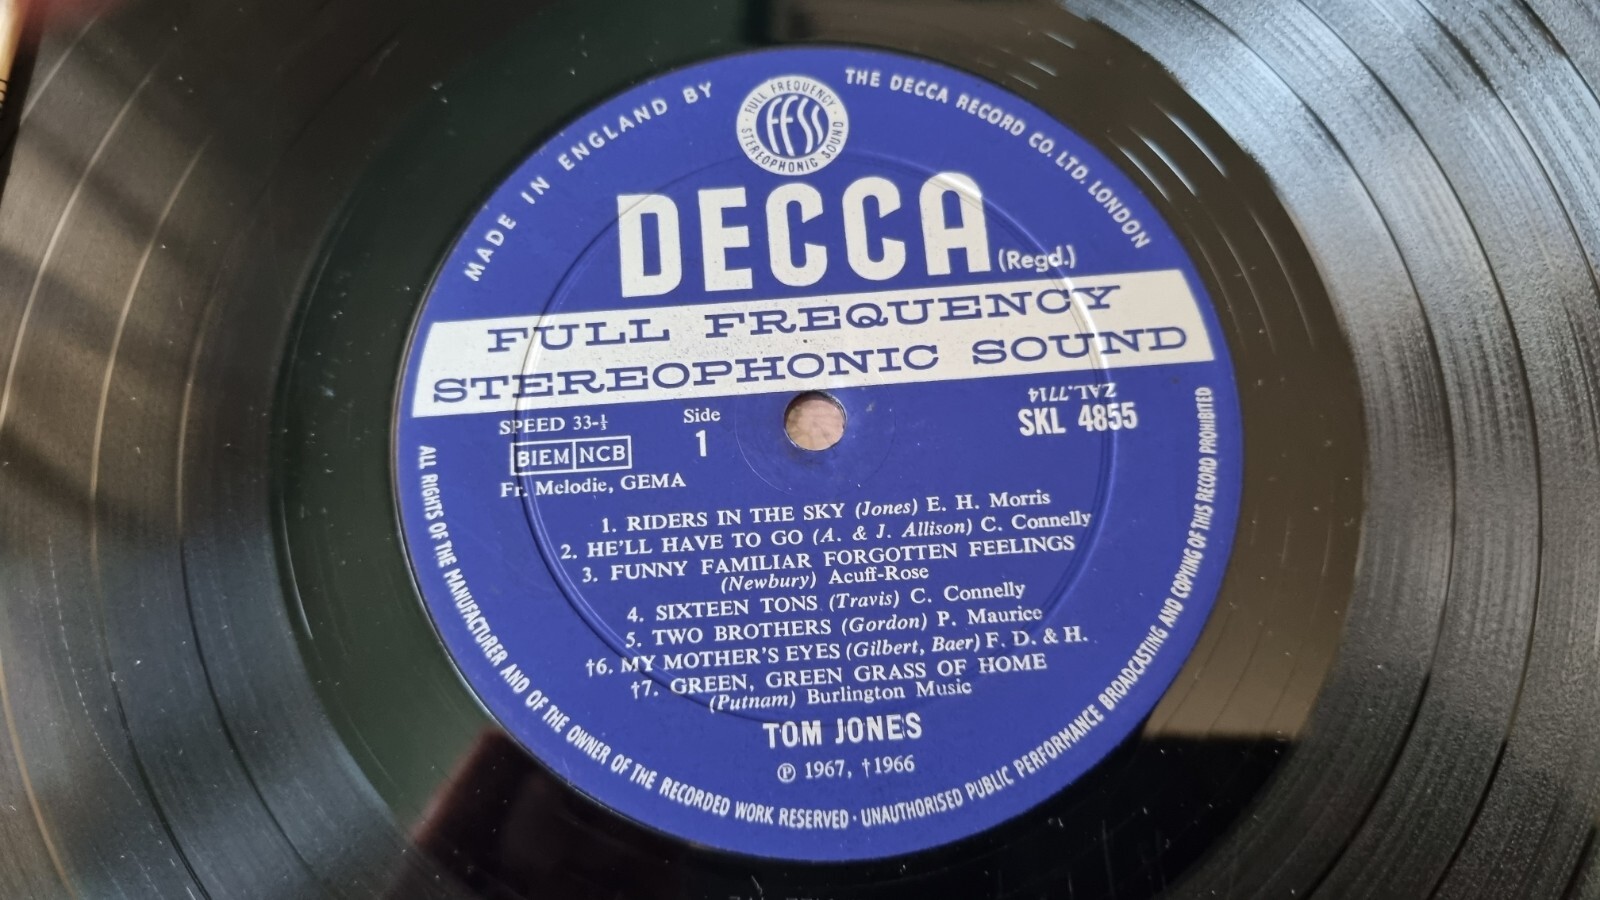 MADE IN ENGLAND BY
THE DECCA RECORD CO. LTD. LONDON
FULL FREQUENCY
ffss
STEREOPHONIC SOUND
DECCA (Regd.)
FULL FREQUENCY
STEREOPHONIC SOUND
SPEED 33-⅓
Side
1
ZAL.7714
SKL 4855
BIEM NCB
Fr. Melodie, GEMA
1. RIDERS IN THE SKY (Jones) E. H. Morris
2. HE'LL HAVE TO GO (A. & J. Allison) C. Connelly
3. FUNNY FAMILIAR FORGOTTEN FEELINGS
(Newbury) Acuff-Rose
4. SIXTEEN TONS (Travis) C. Connelly
5. TWO BROTHERS (Gordon) P. Maurice
†6. MY MOTHER'S EYES (Gilbert, Baer) F. D. & H.
†7. GREEN, GREEN GRASS OF HOME
(Putnam) Burlington Music
TOM JONES
℗ 1967, †1966
ALL RIGHTS OF THE MANUFACTURER AND OF THE OWNER OF THE RECORDED WORK RESERVED · UNAUTHORISED PUBLIC PERFORMANCE BROADCASTING AND COPYING OF THIS RECORD PROHIBITED